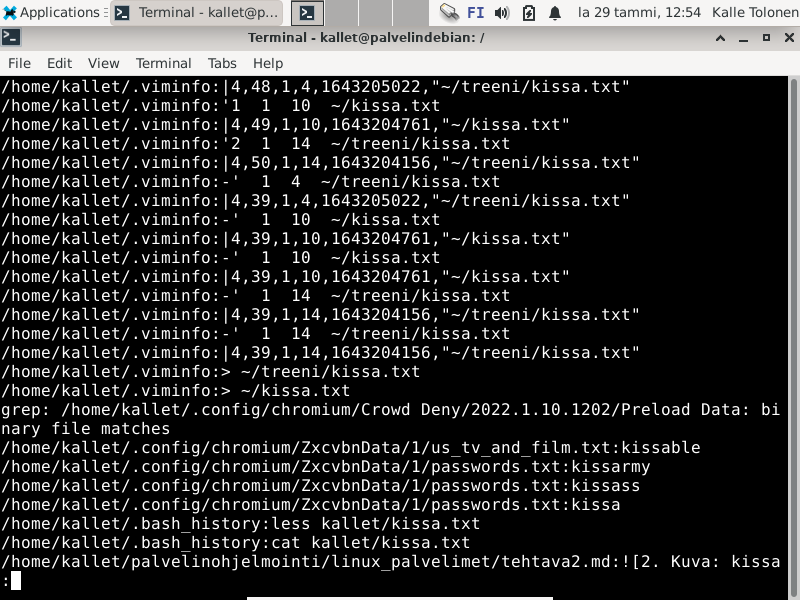 Applications
Terminal - kallet@p...
FI
la 29 tammi, 12:54
Kalle Tolonen
Terminal - kallet@palvelindebian: /
File Edit View Terminal Tabs Help
/home/kallet/.viminfo:|4,48,1,4,1643205022,"~/treeni/kissa.txt"
/home/kallet/.viminfo:'1  1  10  ~/kissa.txt
/home/kallet/.viminfo:|4,49,1,10,1643204761,"~/kissa.txt"
/home/kallet/.viminfo:'2  1  14  ~/treeni/kissa.txt
/home/kallet/.viminfo:|4,50,1,14,1643204156,"~/treeni/kissa.txt"
/home/kallet/.viminfo:-'  1  4  ~/treeni/kissa.txt
/home/kallet/.viminfo:|4,39,1,4,1643205022,"~/treeni/kissa.txt"
/home/kallet/.viminfo:-'  1  10  ~/kissa.txt
/home/kallet/.viminfo:|4,39,1,10,1643204761,"~/kissa.txt"
/home/kallet/.viminfo:-'  1  10  ~/kissa.txt
/home/kallet/.viminfo:|4,39,1,10,1643204761,"~/kissa.txt"
/home/kallet/.viminfo:-'  1  14  ~/treeni/kissa.txt
/home/kallet/.viminfo:|4,39,1,14,1643204156,"~/treeni/kissa.txt"
/home/kallet/.viminfo:-'  1  14  ~/treeni/kissa.txt
/home/kallet/.viminfo:|4,39,1,14,1643204156,"~/treeni/kissa.txt"
/home/kallet/.viminfo:> ~/treeni/kissa.txt
/home/kallet/.viminfo:> ~/kissa.txt
grep: /home/kallet/.config/chromium/Crowd Deny/2022.1.10.1202/Preload Data: bi
nary file matches
/home/kallet/.config/chromium/ZxcvbnData/1/us_tv_and_film.txt:kissable
/home/kallet/.config/chromium/ZxcvbnData/1/passwords.txt:kissarmy
/home/kallet/.config/chromium/ZxcvbnData/1/passwords.txt:kissass
/home/kallet/.config/chromium/ZxcvbnData/1/passwords.txt:kissa
/home/kallet/.bash_history:less kallet/kissa.txt
/home/kallet/.bash_history:cat kallet/kissa.txt
/home/kallet/palvelinohjelmointi/linux_palvelimet/tehtava2.md:![2. Kuva: kissa
: